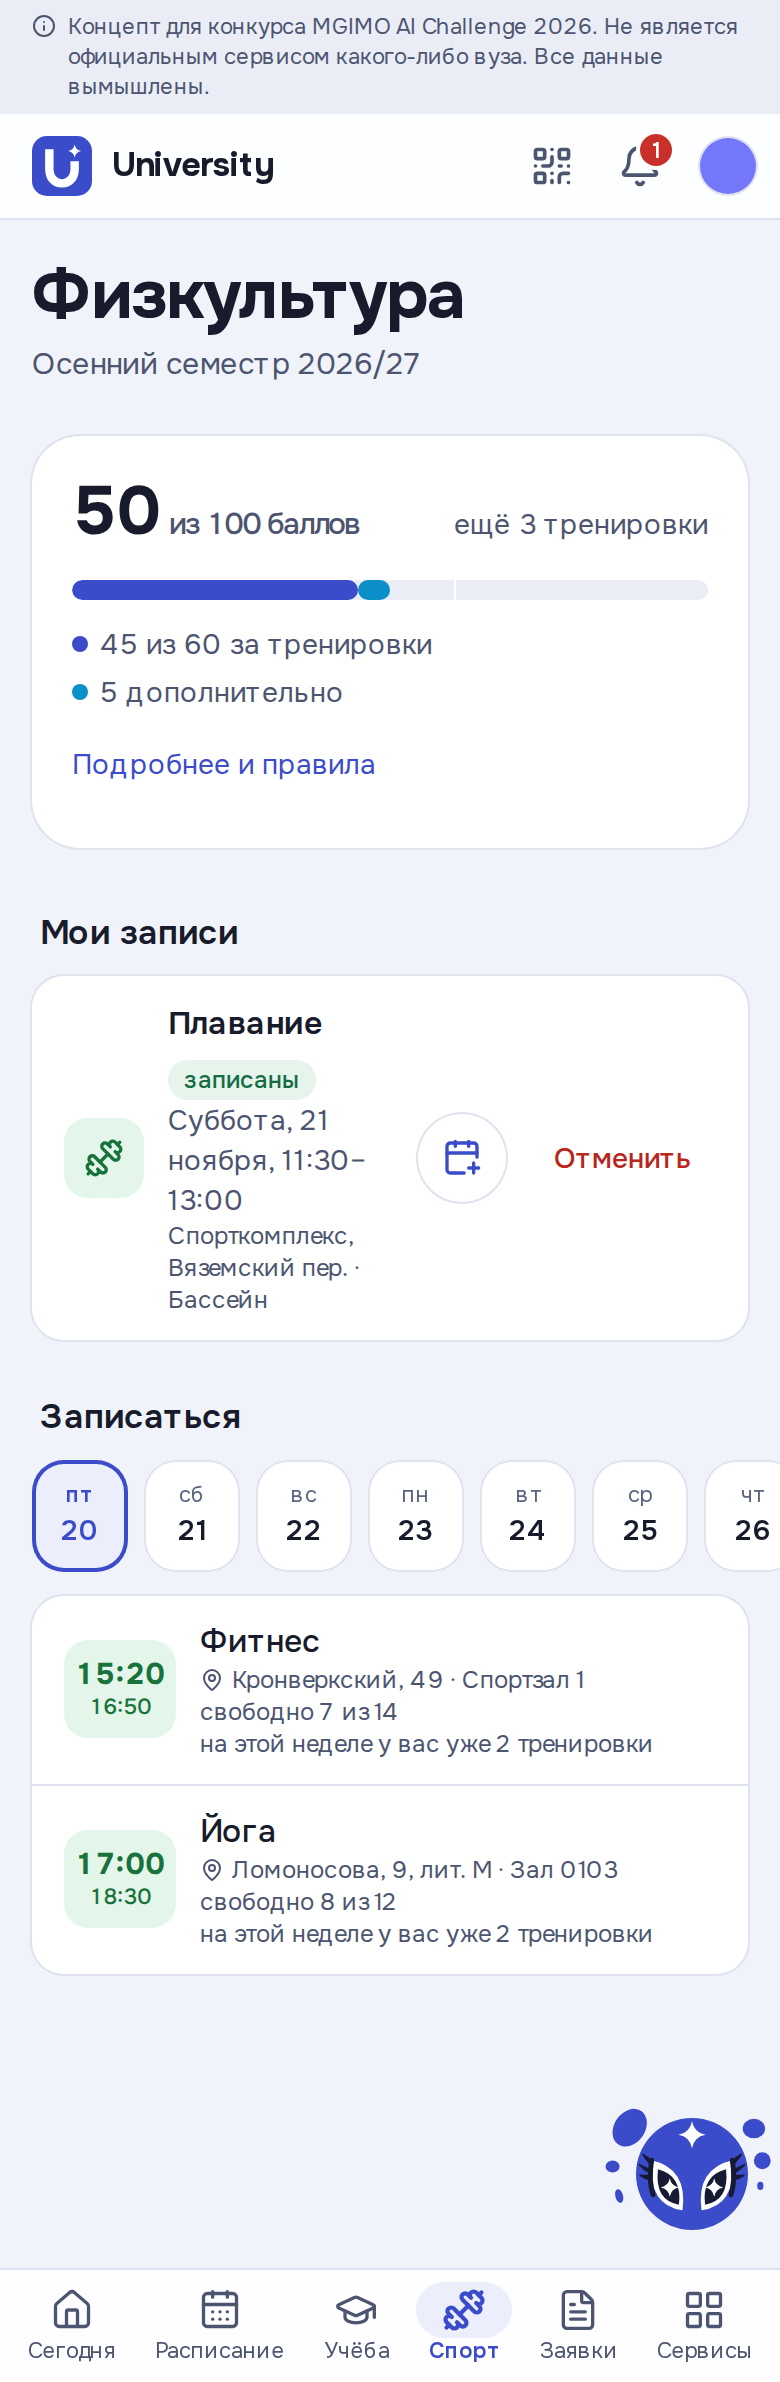 Концепт для конкурса MGIMO AI Challenge 2026. Не является
официальным сервисом какого-либо вуза. Все данные
вымышлены.
University
1
Физкультура
Осенний семестр 2026/27
50 из 100 баллов
ещё 3 тренировки
45 из 60 за тренировки
5 дополнительно
Подробнее и правила
Мои записи
Плавание
записаны
Суббота, 21
ноября, 11:30–
13:00
Спорткомплекс,
Вяземский пер. ·
Бассейн
Отменить
Записаться
пт сб вс пн вт ср чт
20 21 22 23 24 25 26
15:20
16:50
Фитнес
Кронверкский, 49 · Спортзал 1
свободно 7 из 14
на этой неделе у вас уже 2 тренировки
17:00
18:30
Йога
Ломоносова, 9, лит. М · Зал 0103
свободно 8 из 12
на этой неделе у вас уже 2 тренировки
Сегодня Расписание Учёба Спорт Заявки Сервисы